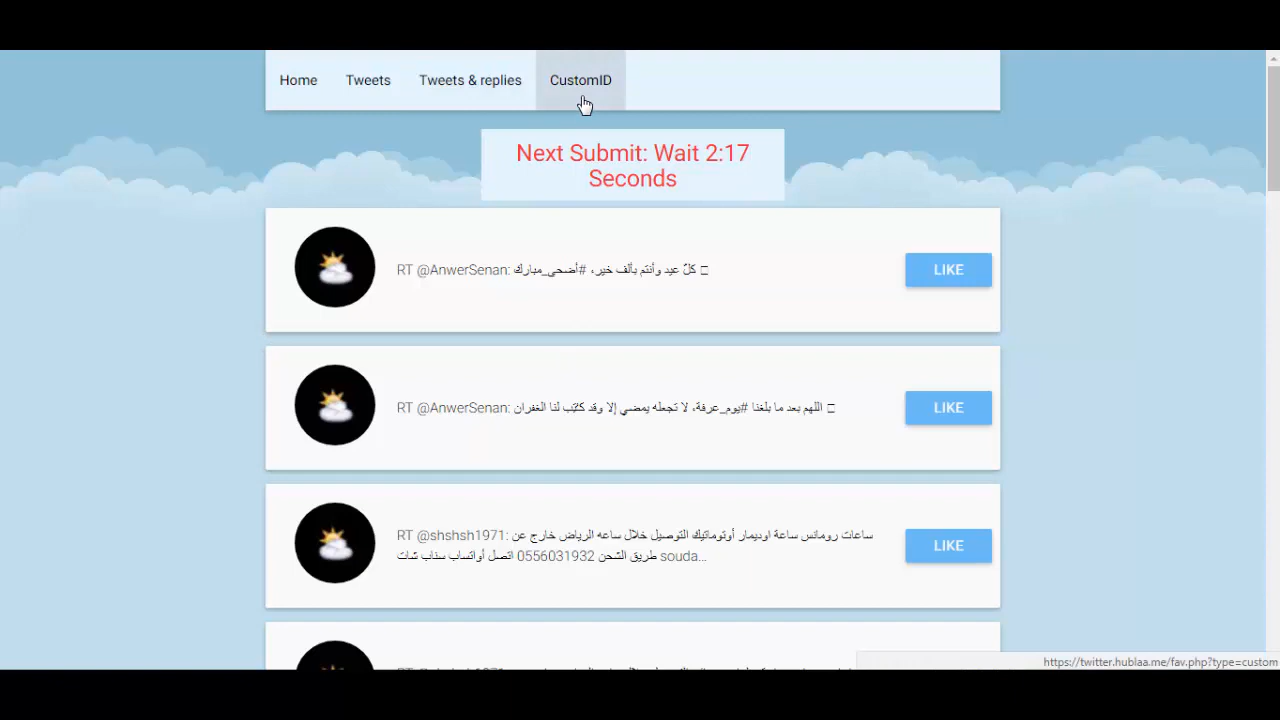 Home Tweets Tweets & replies CustomID
Next Submit: Wait 2:17
Seconds
RT @AnwerSenan: كلّ عيد وأنتم بألف خير، #أضحى_مبارك
LIKE
RT @AnwerSenan: اللهم بعد ما بلغنا #يوم_عرفة، لا تجعله يمضي إلا وقد كتِب لنا الغفران
LIKE
RT @shshsh1971: ساعات رومانس ساعة اوديمار أوتوماتيك التوصيل خلال ساعه الرياض خارج عن
طريق الشحن 0556031932 اتصل أواتساب سناب شات souda...
LIKE
https://twitter.hublaa.me/fav.php?type=custom